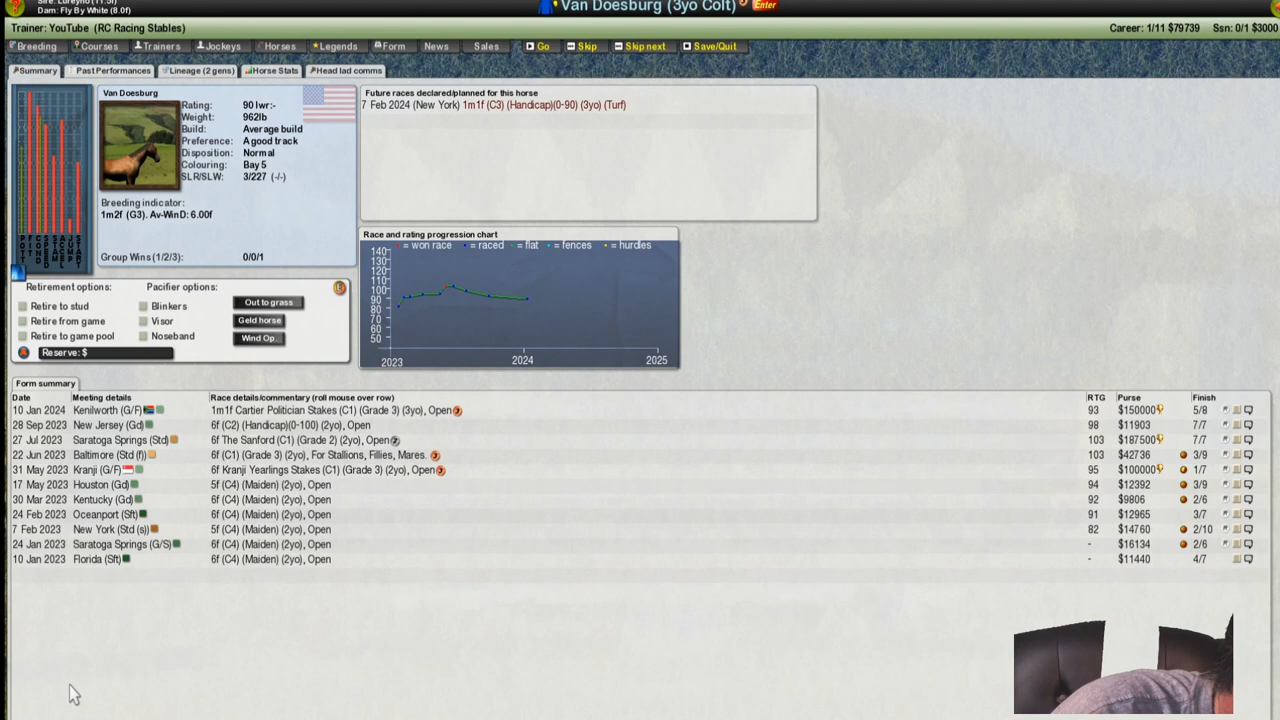 Sire: Lureyho (11.5f)
Dam: Fly By White (8.0f)
Van Doesburg (3yo Colt)
Enter
Trainer: YouTube (RC Racing Stables)
Career: 1/11 $79739 Ssn: 0/1 $3000
Breeding Courses Trainers Jockeys Horses Legends Form News Sales Go Skip Skip next Save/Quit
Summary Past Performances Lineage (2 gens) Horse Stats Head lad comms
Van Doesburg
Rating: 90 lwr:-
Weight: 962lb
Build: Average build
Preference: A good track
Disposition: Normal
Colouring: Bay 5
SLR/SLW: 3/227 (-/-)
Breeding indicator:
1m2f (G3). Av-WinD: 6.00f
Group Wins (1/2/3): 0/0/1
Future races declared/planned for this horse
7 Feb 2024 (New York) 1m1f (C3) (Handicap)(0-90) (3yo) (Turf)
Race and rating progression chart
= won race = raced = flat = fences = hurdles
140
130
120
110
100
90
80
70
60
50
2023 2024 2025
Retirement options: Pacifier options:
Retire to stud Blinkers Out to grass
Retire from game Visor Geld horse
Retire to game pool Noseband Wind Op.
Reserve: $
Form summary
Date Meeting details Race details/commentary (roll mouse over row) RTG Purse Finish
10 Jan 2024 Kenilworth (G/F) 1m1f Cartier Politician Stakes (C1) (Grade 3) (3yo), Open 93 $150000 5/8
28 Sep 2023 New Jersey (Gd) 6f (C2) (Handicap)(0-100) (2yo), Open 98 $11903 7/7
27 Jul 2023 Saratoga Springs (Std) 6f The Sanford (C1) (Grade 2) (2yo), Open 103 $187500 7/7
22 Jun 2023 Baltimore (Std (f)) 6f (C1) (Grade 3) (2yo), For Stallions, Fillies, Mares. 103 $42736 3/9
31 May 2023 Kranji (G/F) 6f Kranji Yearlings Stakes (C1) (Grade 3) (2yo), Open 95 $100000 1/7
17 May 2023 Houston (Gd) 5f (C4) (Maiden) (2yo), Open 94 $12392 3/9
30 Mar 2023 Kentucky (Gd) 6f (C4) (Maiden) (2yo), Open 92 $9806 2/6
24 Feb 2023 Oceanport (Sft) 6f (C4) (Maiden) (2yo), Open 91 $12965 3/7
7 Feb 2023 New York (Std (s)) 5f (C4) (Maiden) (2yo), Open 82 $14760 2/10
24 Jan 2023 Saratoga Springs (G/S) 6f (C4) (Maiden) (2yo), Open - $16134 2/6
10 Jan 2023 Florida (Sft) 6f (C4) (Maiden) (2yo), Open - $11440 4/7